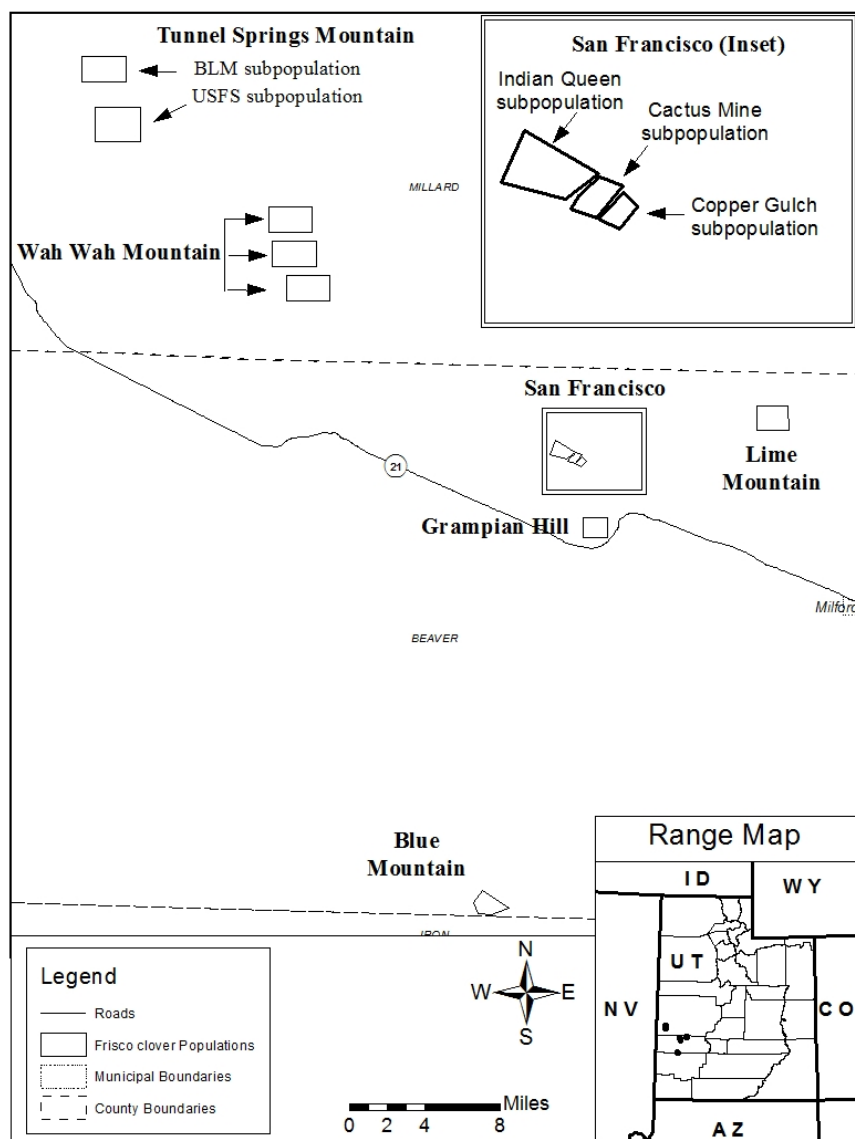 Tunnel Springs Mountain
BLM subpopulation
USFS subpopulation
San Francisco (Inset)
Indian Queen
subpopulation
Cactus Mine
subpopulation
Copper Gulch
subpopulation
MILLARD
Wah Wah Mountain
San Francisco
Lime
Mountain
21
Grampian Hill
Milford
BEAVER
Blue
Mountain
IRON
Legend
Roads
Frisco clover Populations
Municipal Boundaries
County Boundaries
N
W
E
S
Miles
0 2 4 8
Range Map
ID
WY
UT
NV
CO
AZ